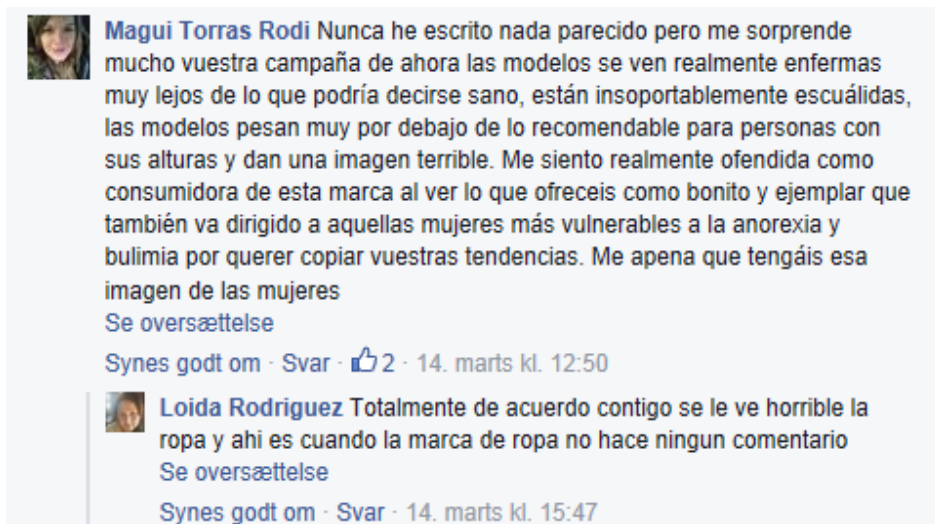 Magui Torras Rodi Nunca he escrito nada parecido pero me sorprende
mucho vuestra campaña de ahora las modelos se ven realmente enfermas
muy lejos de lo que podría decirse sano, están insoportablemente escuálidas,
las modelos pesan muy por debajo de lo recomendable para personas con
sus alturas y dan una imagen terrible. Me siento realmente ofendida como
consumidora de esta marca al ver lo que ofreceis como bonito y ejemplar que
también va dirigido a aquellas mujeres más vulnerables a la anorexia y
bulimia por querer copiar vuestras tendencias. Me apena que tengáis esa
imagen de las mujeres
Se oversættelse
Synes godt om · Svar · 2 · 14. marts kl. 12:50
Loida Rodriguez Totalmente de acuerdo contigo se le ve horrible la
ropa y ahi es cuando la marca de ropa no hace ningun comentario
Se oversættelse
Synes godt om · Svar · 14. marts kl. 15:47